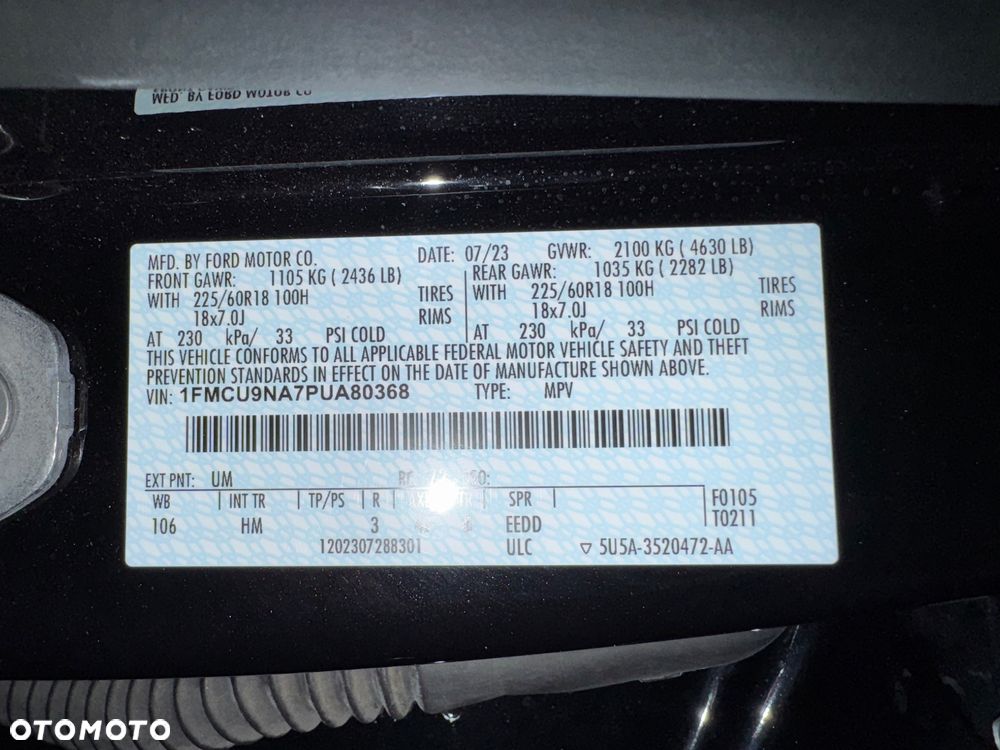 MFD. BY FORD MOTOR CO.
MFD. BY FORD MOTOR CO. DATE: 07/23 GVWR: 2100 KG ( 4630 LB)
FRONT GAWR: 1105 KG ( 2436 LB) REAR GAWR: 1035 KG ( 2282 LB)
WITH 225/60R18 100H TIRES WITH 225/60R18 100H TIRES
18x7.0J RIMS 18x7.0J RIMS
AT 230 kPa/ 33 PSI COLD AT 230 kPa/ 33 PSI COLD
THIS VEHICLE CONFORMS TO ALL APPLICABLE FEDERAL MOTOR VEHICLE SAFETY AND THEFT
PREVENTION STANDARDS IN EFFECT ON THE DATE OF MANUFACTURE SHOWN ABOVE.
VIN: 1FMCU9NA7PUA80368 TYPE: MPV
EXT PNT: UM
WB INT TR TP/PS R SPR F0105
106 HM 3 EEDD T0211
1202307288301 ULC ▽ 5U5A-3520472-AA
OTOMOTO